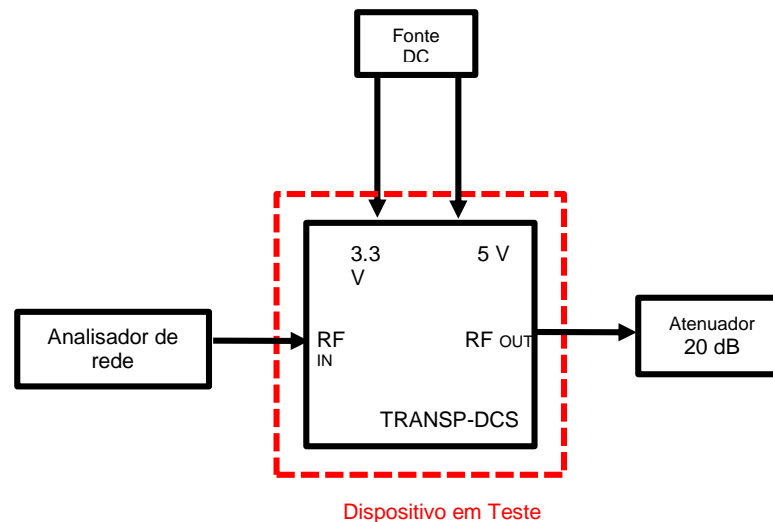 Fonte
DC
3.3
V
5 V
Analisador de
rede
RF
IN
RF OUT
Atenuador
20 dB
TRANSP-DCS
Dispositivo em Teste